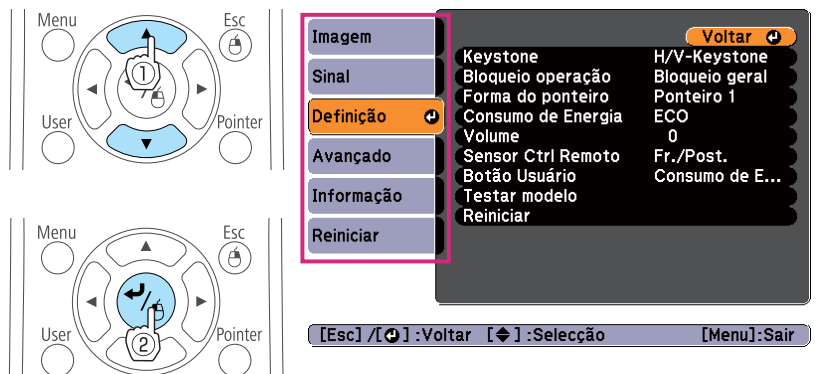 Menu
Esc
①
User
Pointer
Menu
Esc
②
User
Pointer
Imagem
Sinal
Definição
Avançado
Informação
Reiniciar
Voltar
Keystone H/V-Keystone
Bloqueio operação Bloqueio geral
Forma do ponteiro Ponteiro 1
Consumo de Energia ECO
Volume 0
Sensor Ctrl Remoto Fr./Post.
Botão Usuário Consumo de E...
Testar modelo
Reiniciar
[Esc] /[ ] :Voltar [ ] :Selecção [Menu]:Sair